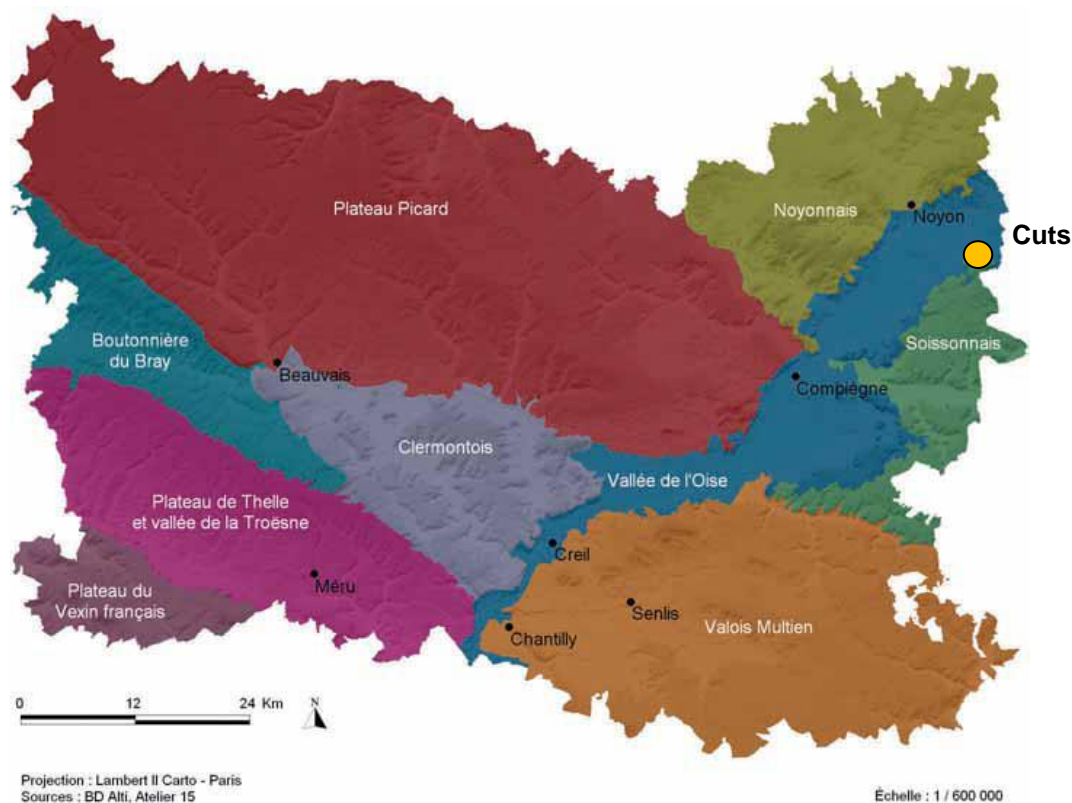 Plateau Picard
Noyonnais
Noyon
Cuts
Boutonnière
du Bray
Soissonnais
Beauvais
Compiègne
Clermontois
Vallée de l'Oise
Plateau de Thelle
et vallée de la Troësne
Creil
Plateau du
Vexin français
Méru
Senlis
Chantilly
Valois Multien
0 12 24 Km
N
Projection : Lambert II Carto - Paris
Sources : BD Alti, Atelier 15
Échelle : 1 / 600 000